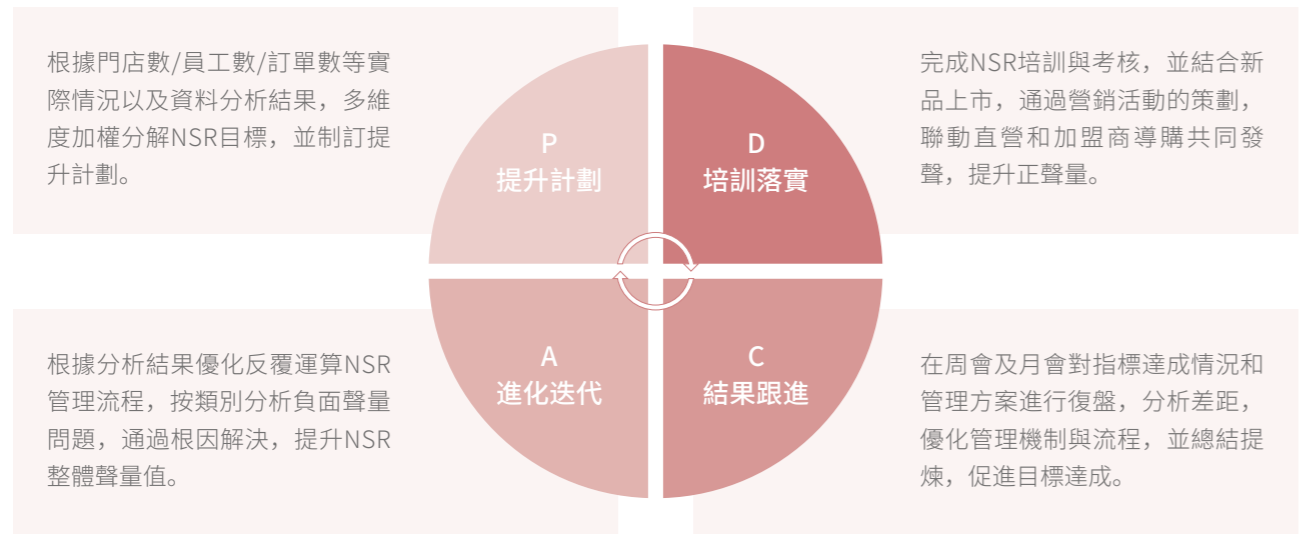 根據門店數/員工數/訂單數等實
際情況以及資料分析結果，多維
度加權分解NSR目標，並制訂提
升計劃。
P
提升計劃
D
培訓落實
完成NSR培訓與考核，並結合新
品上市，通過營銷活動的策劃，
聯動直營和加盟商導購共同發
聲，提升正聲量。
根據分析結果優化反覆運算NSR
管理流程，按類別分析負面聲量
問題，通過根因解決，提升NSR
整體聲量值。
A
進化迭代
C
結果跟進
在周會及月會對指標達成情況和
管理方案進行復盤，分析差距，
優化管理機制與流程，並總結提
煉，促進目標達成。